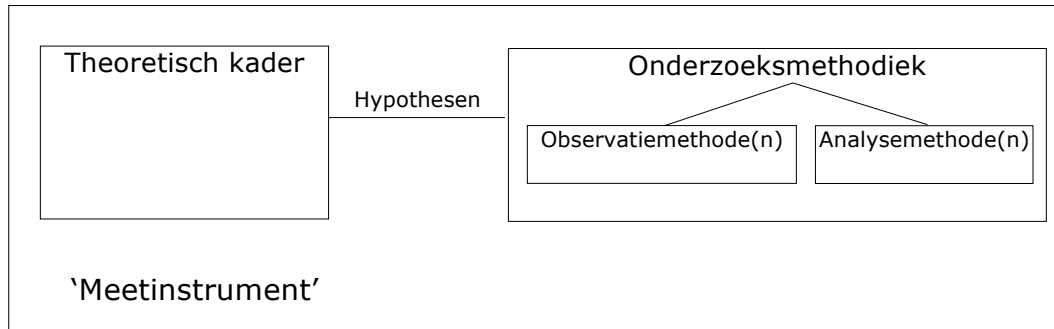 Theoretisch kader
Hypothesen
Onderzoeksmethodiek
Observatiemethode(n)
Analysemethode(n)
‘Meetinstrument’